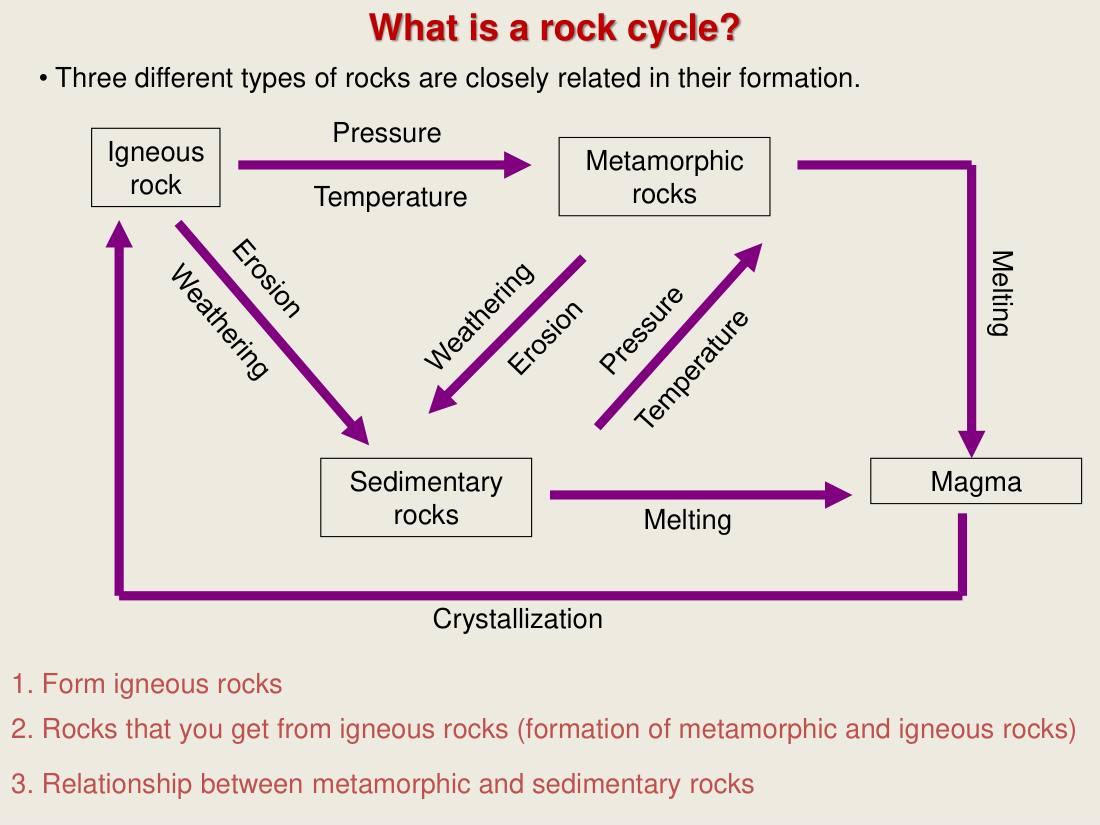 What is a rock cycle?
• Three different types of rocks are closely related in their formation.
Pressure
Igneous
rock
Metamorphic
rocks
Temperature
Erosion
Weathering
Weathering
Erosion
Pressure
Temperature
Melting
Sedimentary
rocks
Magma
Melting
Crystallization
1. Form igneous rocks
2. Rocks that you get from igneous rocks (formation of metamorphic and igneous rocks)
3. Relationship between metamorphic and sedimentary rocks